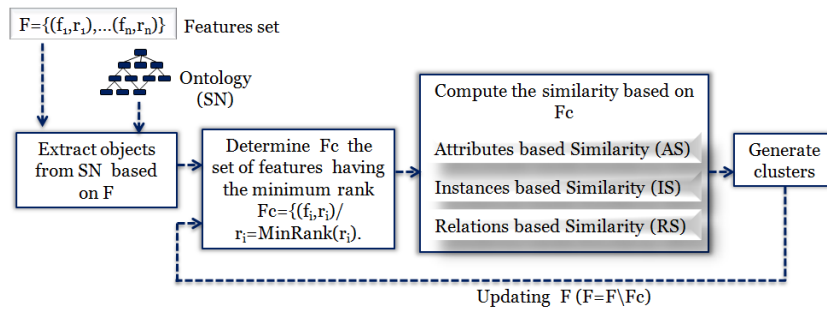 F={(f₁,r₁),...(fₙ,rₙ)}
Features set
Ontology
(SN)
Extract objects
from SN based
on F
Determine Fc the
set of features having
the minimum rank
Fc={(fᵢ,rᵢ)/
rᵢ=MinRank(rᵢ).
Compute the similarity based on
Fc
Attributes based Similarity (AS)
Instances based Similarity (IS)
Relations based Similarity (RS)
Generate
clusters
Updating F (F=F\Fc)